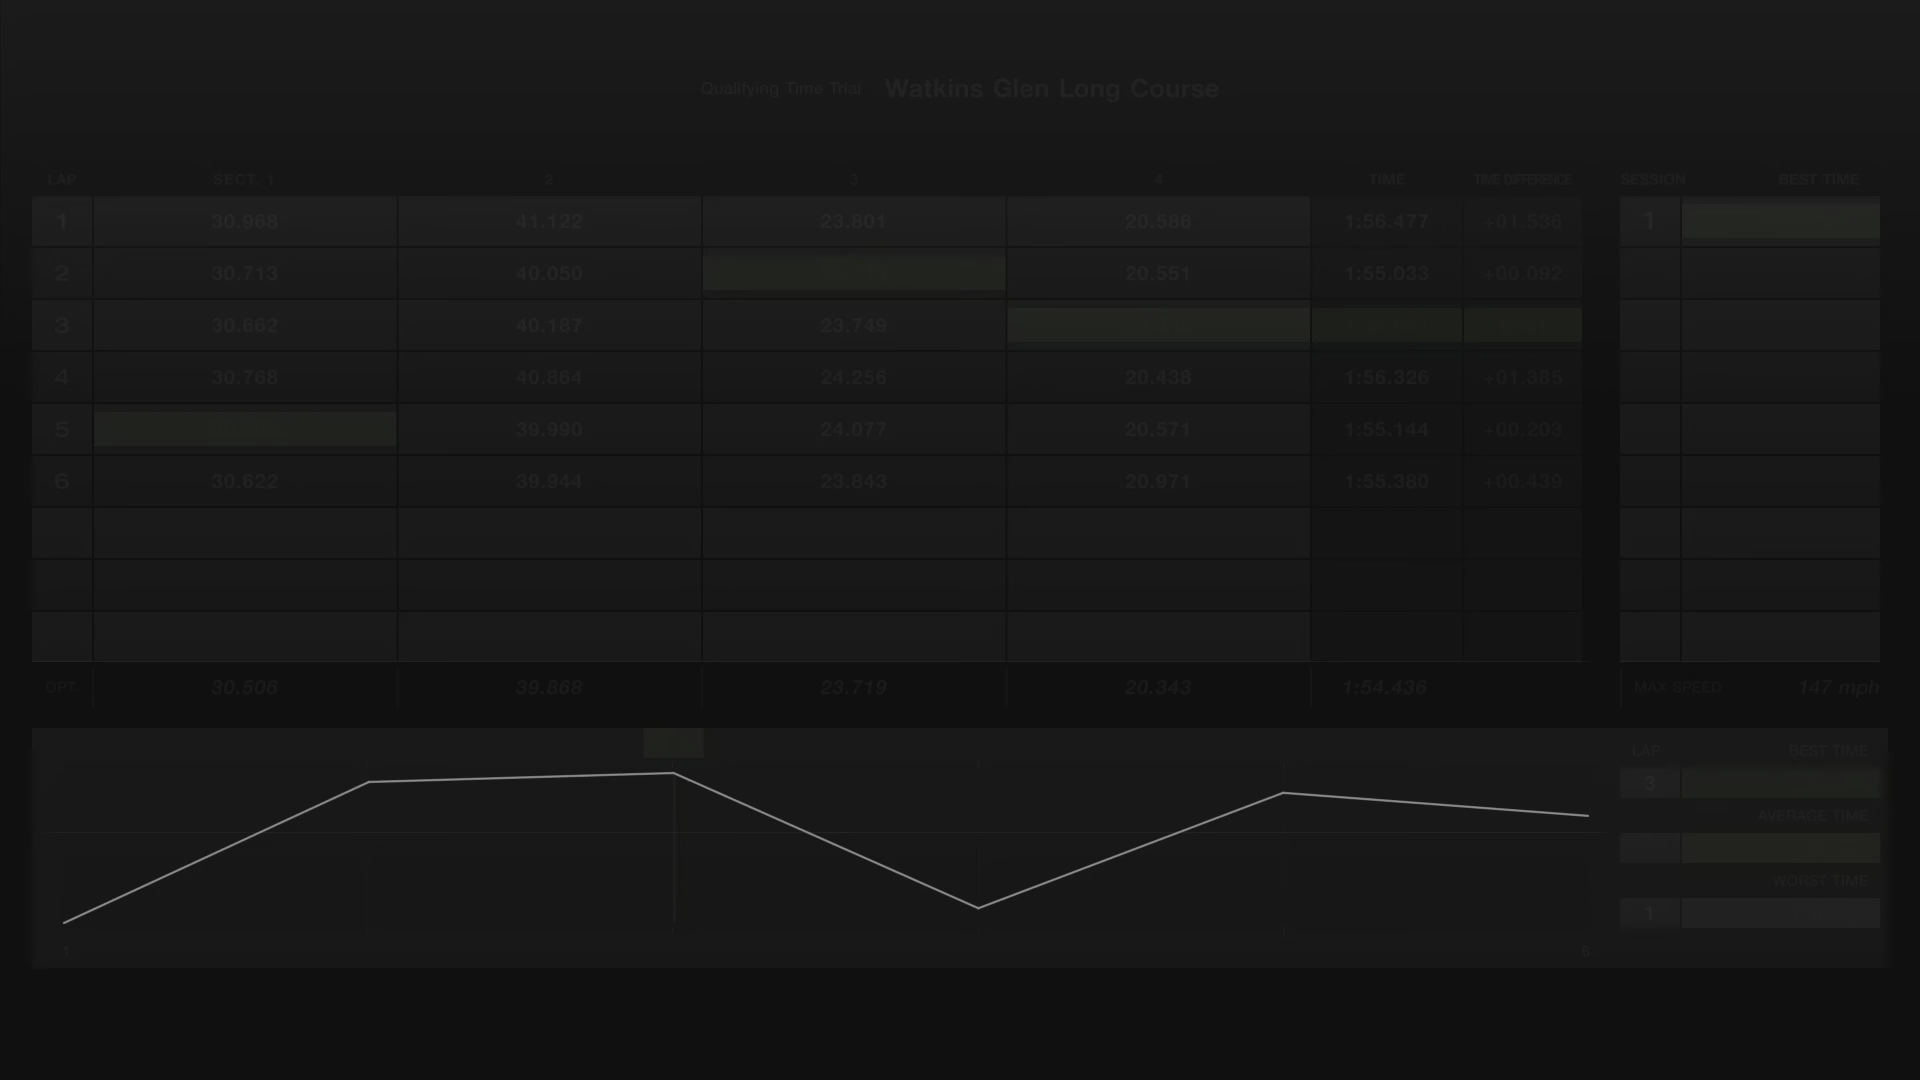 Qualifying Time Trial Watkins Glen Long Course
LAP SECT. 1 2 3 4 TIME TIME DIFFERENCE SESSION BEST TIME
1 30.968 41.122 23.801 20.586 1:56.477 +01.536 1
2 30.713 40.050 20.551 1:55.033 +00.092
3 30.662 40.187 23.749
4 30.768 40.864 24.256 20.438 1:56.326 +01.385
5 39.990 24.077 20.571 1:55.144 +00.203
6 30.622 39.944 23.843 20.971 1:55.380 +00.439
OPT. 30.506 39.868 23.719 20.343 1:54.436 MAX SPEED 147 mph
LAP BEST TIME
3
AVERAGE TIME
WORST TIME
1
1 6